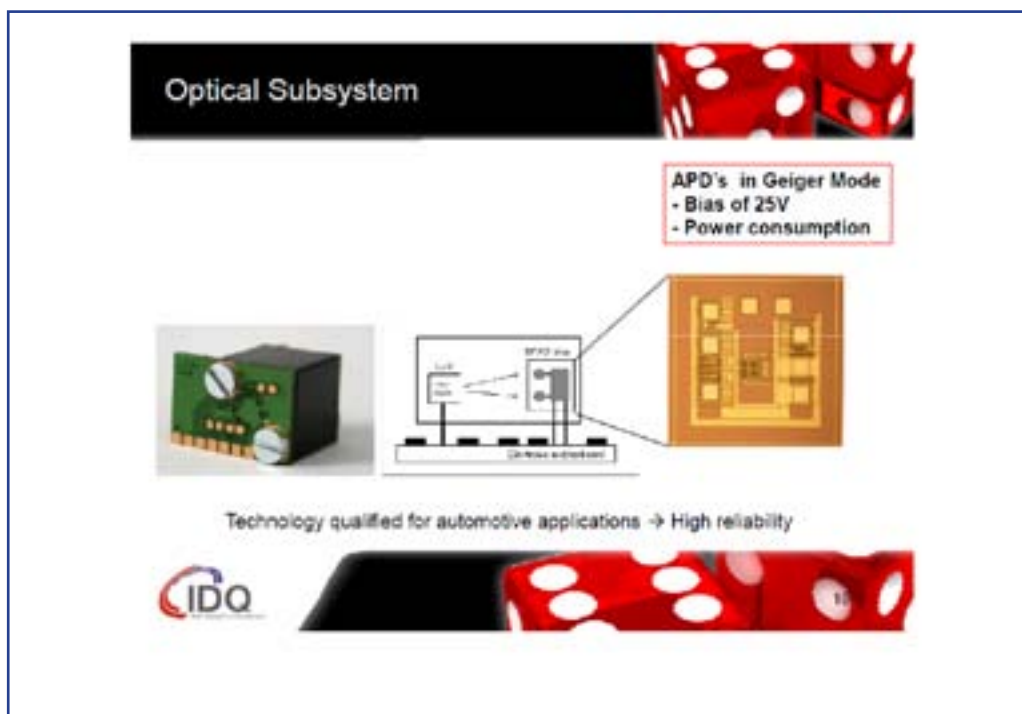 Optical Subsystem
APD's in Geiger Mode
- Bias of 25V
- Power consumption
Technology qualified for automotive applications → High reliability
IDQ